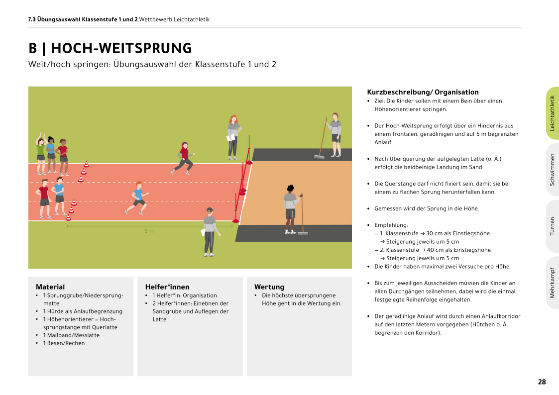 7.3 Übungsauswahl Klassenstufe 1 und 2 Wettbewerb Leichtathletik
B | HOCH-WEITSPRUNG
Weit/hoch springen: Übungsauswahl der Klassenstufe 1 und 2
Kurzbeschreibung/ Organisation
• Ziel: Die Kinder sollen mit einem Bein über einen
Höhenorientierer springen.
• Der Hoch-Weitsprung erfolgt über ein Hindernis aus
einem frontalen, geradlinigen und auf 5 m begrenzten
Anlauf.
• Nach Überquerung der aufgelegten Latte (o. Ä.)
erfolgt die beidbeinige Landung im Sand.
• Die Querstange darf nicht fixiert sein, damit sie bei
einem zu flachen Sprung herunterfallen kann.
• Gemessen wird der Sprung in die Höhe.
• Empfehlung:
– 1. Klassenstufe → 30 cm als Einstiegshöhe
→ Steigerung jeweils um 5 cm
– 2. Klassenstufe → 40 cm als Einstiegshöhe
→ Steigerung jeweils um 5 cm
• Die Kinder haben maximal zwei Versuche pro Höhe.
• Bis zum jeweiligen Ausscheiden müssen die Kinder an
allen Durchgängen teilnehmen, dabei wird die einmal
festgelegte Reihenfolge eingehalten.
• Der geradlinige Anlauf wird durch einen Anlaufkorridor
auf den letzten Metern vorgegeben (Hütchen o. Ä.
begrenzen den Korridor).
Material
• 1 Sprunggrube/Niedersprung-
matte
• 1 Hürde als Anlaufbegrenzung
• 1 Höhenorientierer = Hoch-
sprungstange mit Querlatte
• 1 Maßband/Messlatte
• 1 Besen/Rechen
Helfer*innen
• 1 Helfer*in: Organisation
• 2 Helfer*innen: Einebnen der
Sandgrube und Auflegen der
Latte
Wertung
• Die höchste übersprungene
Höhe geht in die Wertung ein.
Leichtathletik
Schwimmen
Turnen
Mehrkampf
28